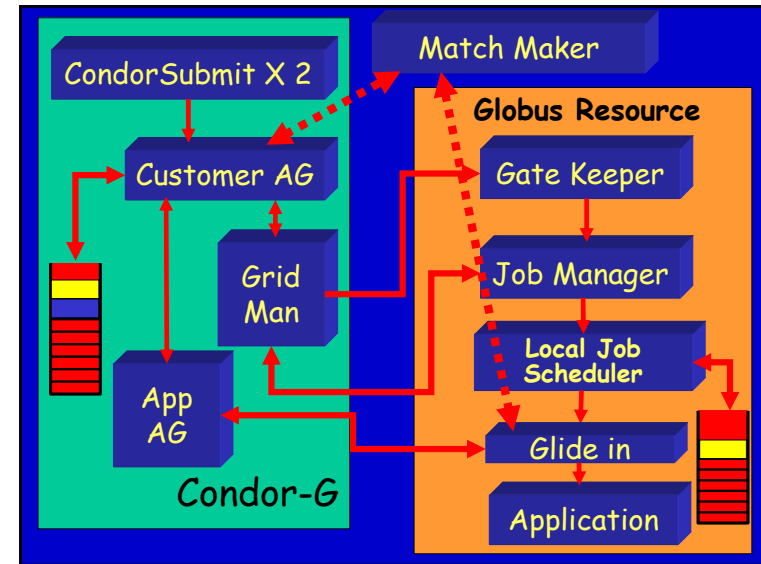 CondorSubmit X 2
Match Maker
Globus Resource
Customer AG
Gate Keeper
Grid
Man
Job Manager
Local Job
Scheduler
App
AG
Glide in
Condor-G
Application